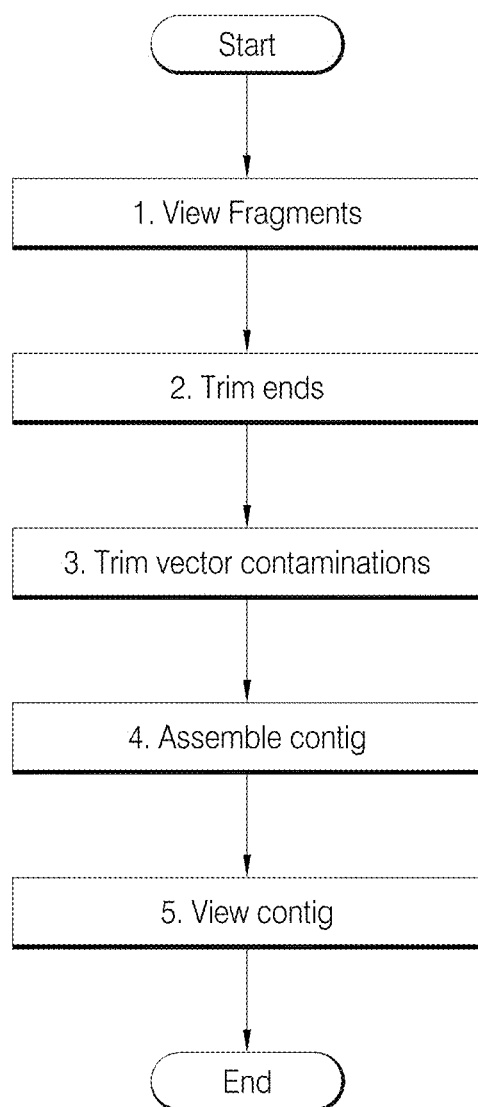 Start
1. View Fragments
2. Trim ends
3. Trim vector contaminations
4. Assemble contig
5. View contig
End